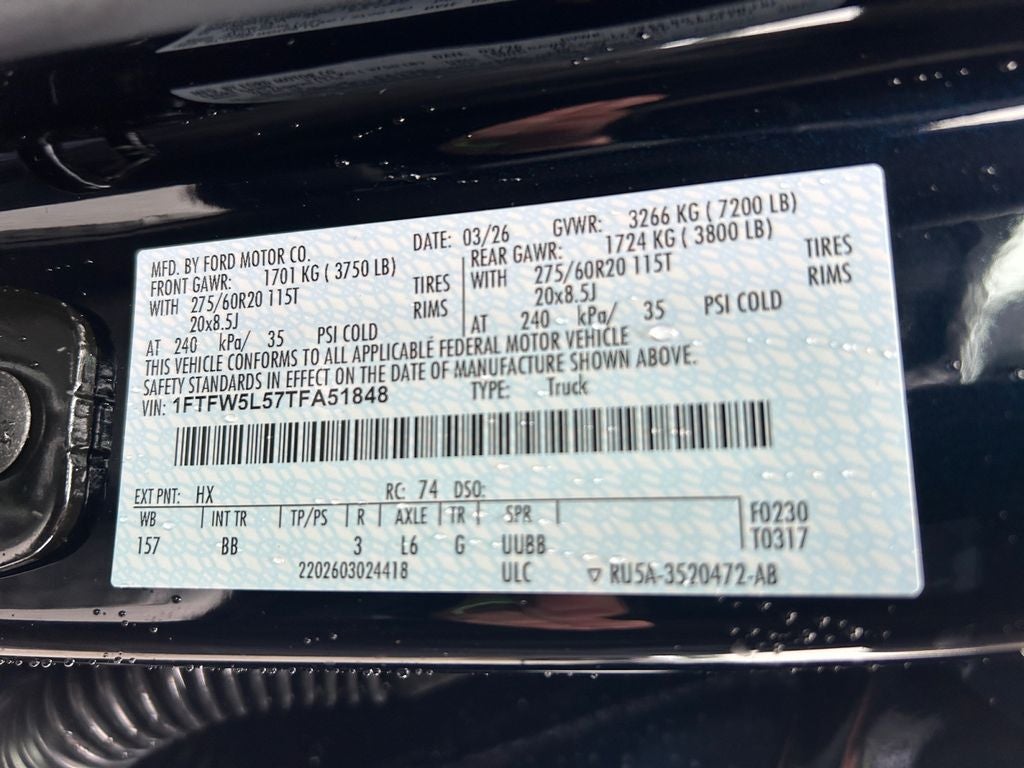 MFD. BY FORD MOTOR CO. DATE: 03/26 GVWR: 3266 KG ( 7200 LB)
FRONT GAWR: 1701 KG ( 3750 LB) REAR GAWR: 1724 KG ( 3800 LB)
WITH 275/60R20 115T TIRES WITH 275/60R20 115T TIRES
20x8.5J RIMS 20x8.5J RIMS
AT 240 kPa/ 35 PSI COLD AT 240 kPa/ 35 PSI COLD
THIS VEHICLE CONFORMS TO ALL APPLICABLE FEDERAL MOTOR VEHICLE
SAFETY STANDARDS IN EFFECT ON THE DATE OF MANUFACTURE SHOWN ABOVE.
VIN: 1FTFW5L57TFA51848 TYPE: Truck
EXT PNT: HX RC: 74 DSO:
WB INT TR TP/PS R AXLE TR SPR F0230
157 BB 3 L6 G UUBB T0317
2202603024418 ULC RU5A-3520472-AB